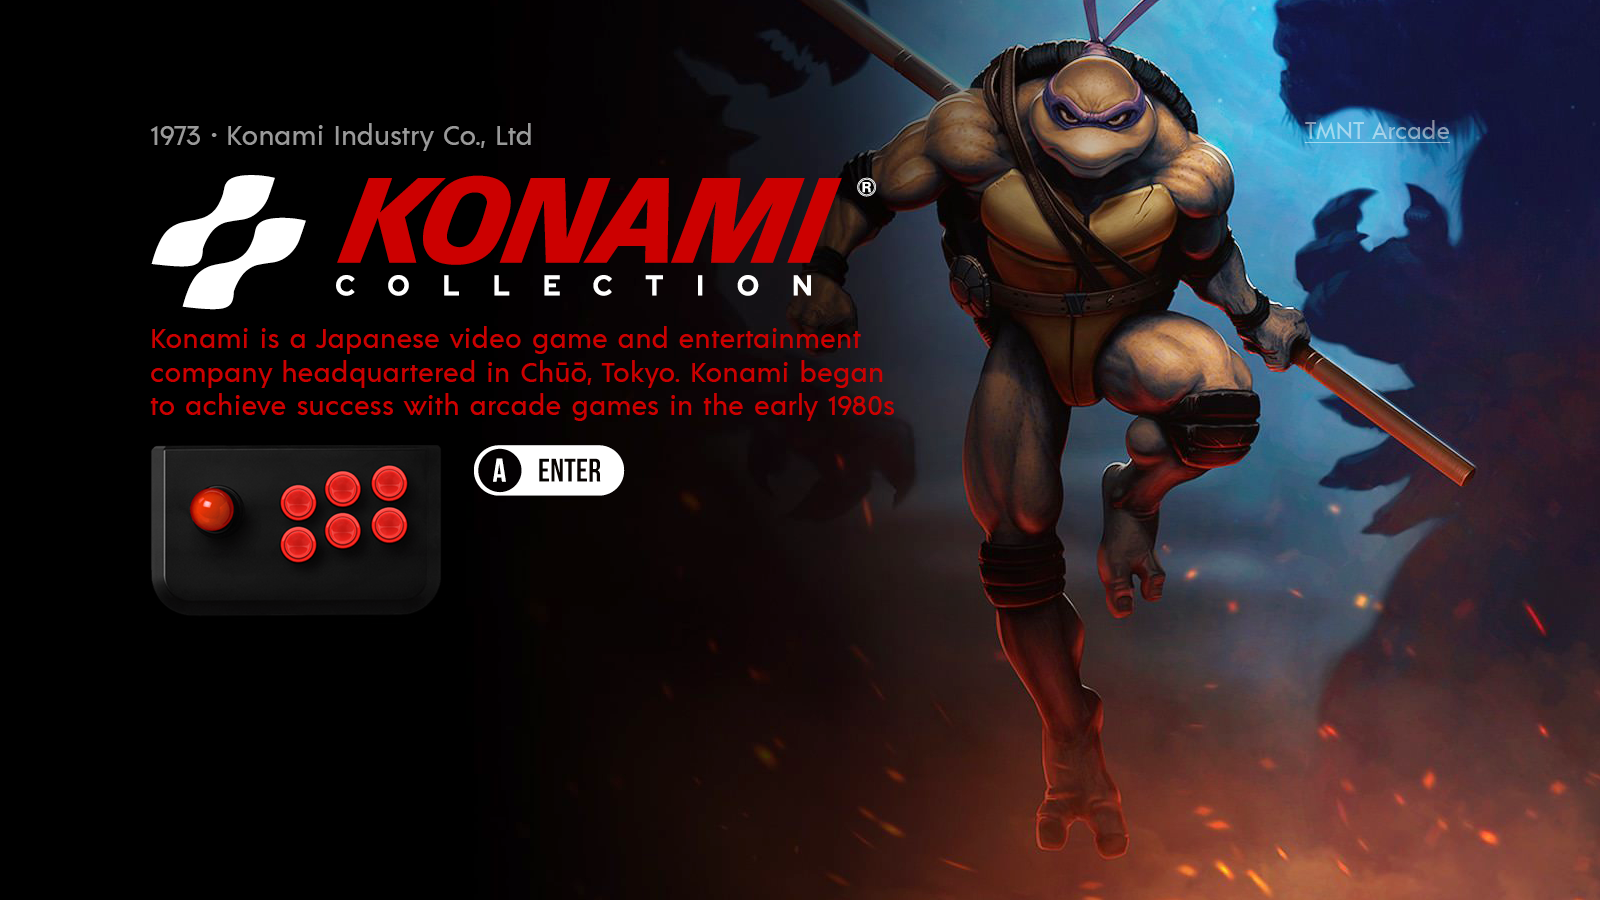 1973 · Konami Industry Co., Ltd
TMNT Arcade
KONAMI®
COLLECTION
Konami is a Japanese video game and entertainment
company headquartered in Chūō, Tokyo. Konami began
to achieve success with arcade games in the early 1980s
A ENTER